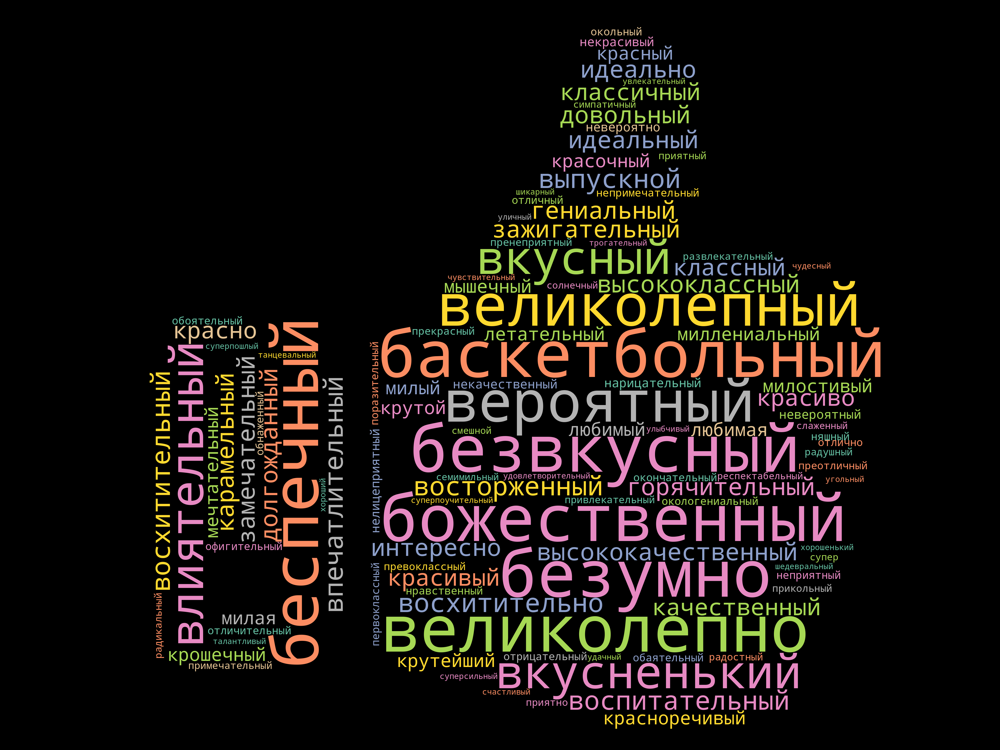 окольный
некрасивый
красный
идеально
увлекательный
классичный
симпатичный
довольный
невероятно
идеальный
приятный
красочный
выпускной
шикарный
непримечательный
отличный
гениальный
уличный
зажигательный
пренеприятный
трогательный
вкусный
развлекательный
классный
чудесный
чувствительный
мышечный
солнечный
высококлассный
великолепный
прекрасный
летательный
миллениальный
баскетбольный
поразительный
милый
некачественный
нарицательный
милостивый
вероятный
красиво
крутой
невероятный
смешной
любимый
улыбчивый
любимая
слаженный
няшный
отлично
безвкусный
радушный
преотличный
нелицеприятный
семимильный
удовлетворительный
окончательный
респектабельный
угольный
восторженный
горячительный
суперпоучительный
привлекательный
окологениальный
божественный
интересно
высококачественный
хорошенький
супер
превоклассный
шедевральный
красивый
безумно
неприятный
прикольный
нравственный
первоклассный
восхитительно
качественный
великолепно
крутейший
отрицательный
удачный
обаятельный
радостный
суперсильный
вкусненький
счастливый
приятно
воспитательный
красноречивый
обоятельный
красно
суперпошлый
танцевальный
восхитительный
влиятельный
мечтательный
карамельный
замечательный
обнаженный
долгожданный
беспечный
хороший
впечатлительный
офигительный
радикальный
милая
отличительный
талантливый
крошечный
примечательный